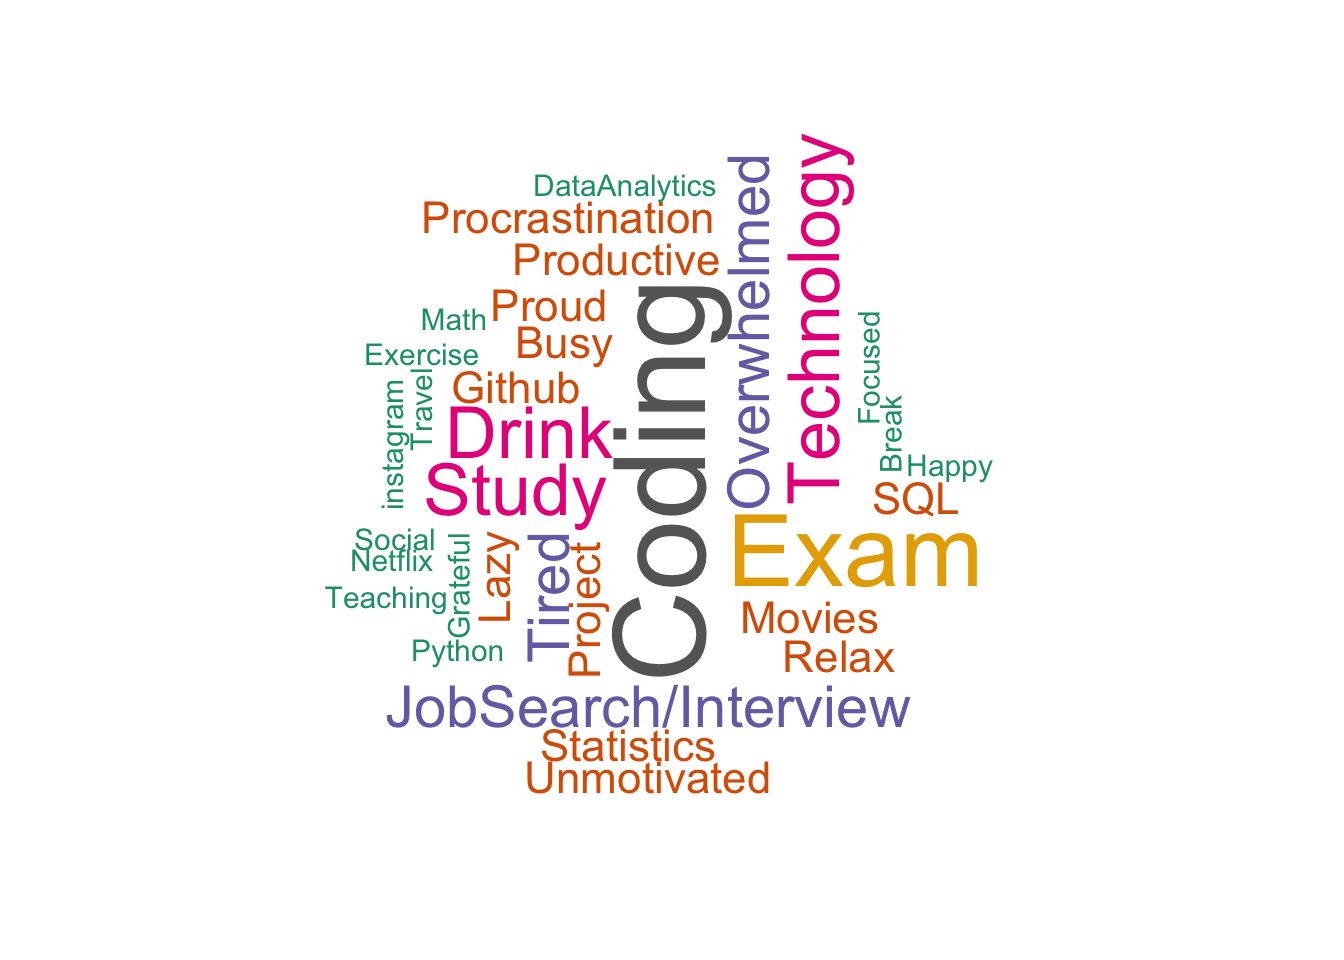 DataAnalytics
Procrastination
Productive
Proud
Math
Busy
Exercise
Github
Travel
instagram
Drink
Study
Coding
Overwhelmed
Technology
Focused
Break
Happy
SQL
Exam
Social
Netflix
Teaching
Grateful
Lazy
Tired
Project
Python
Movies
Relax
JobSearch/Interview
Statistics
Unmotivated